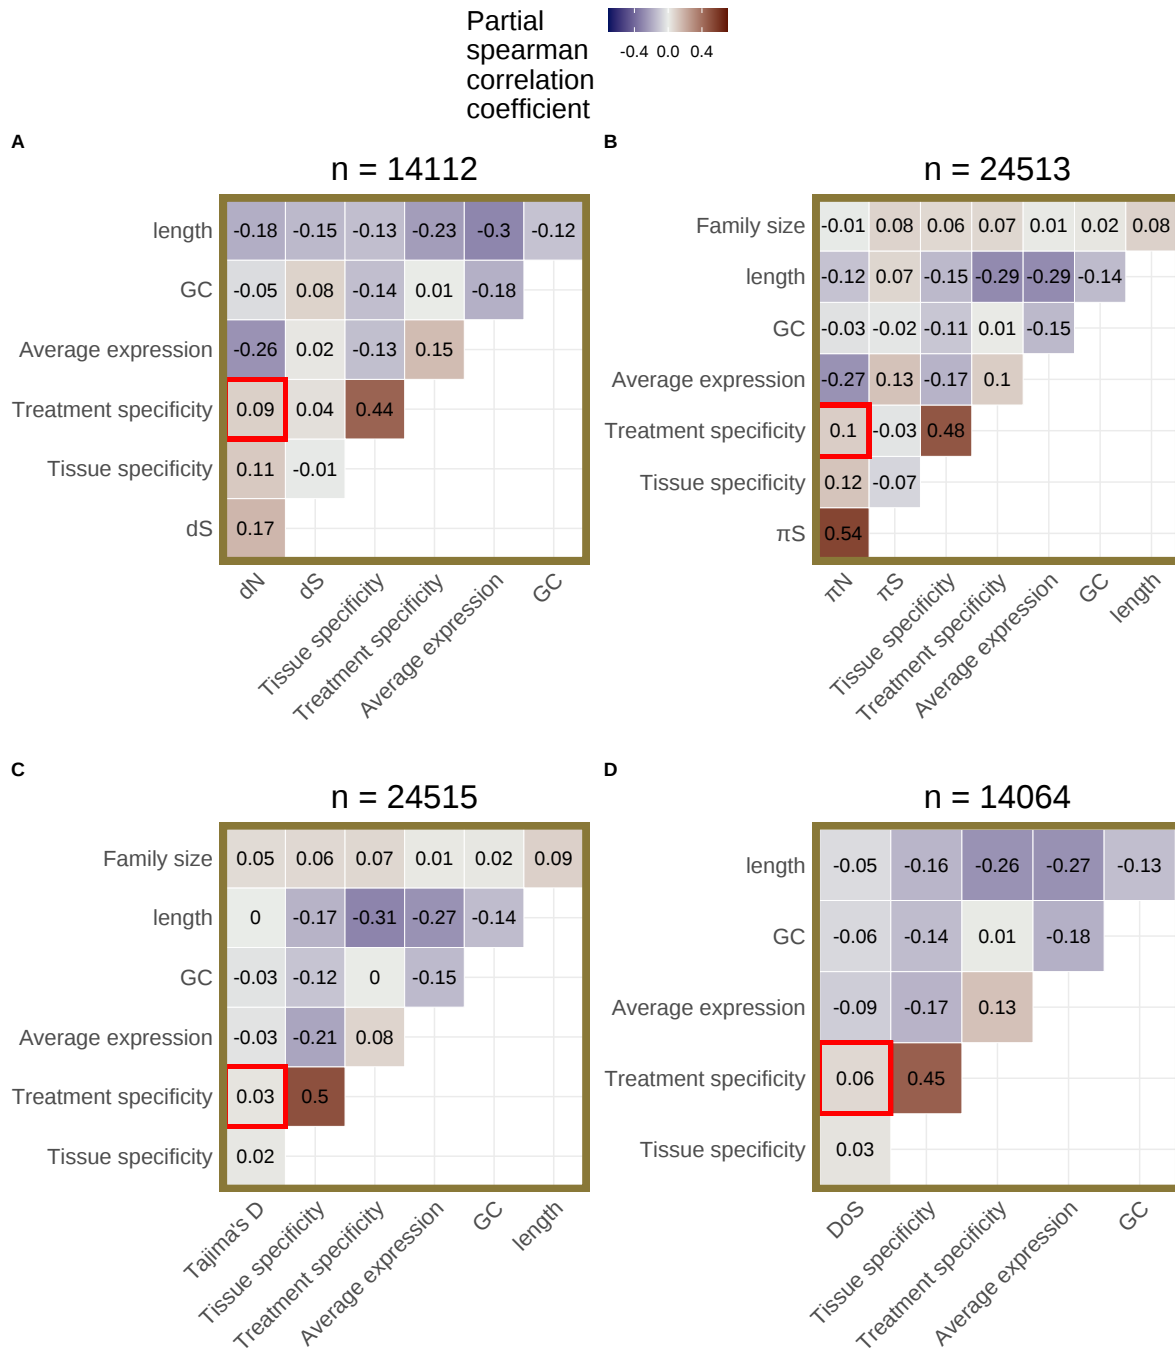 Partial
spearman
correlation
coefficient
-0.4 0.0 0.4
A
n = 14112
length -0.18 -0.15 -0.13 -0.23 -0.3 -0.12
GC -0.05 0.08 -0.14 0.01 -0.18
Average expression -0.26 0.02 -0.13 0.15
Treatment specificity 0.09 0.04 0.44
Tissue specificity 0.11 -0.01
dS 0.17
dN dS Tissue specificity Treatment specificity Average expression GC
B
n = 24513
Family size -0.01 0.08 0.06 0.07 0.01 0.02 0.08
length -0.12 0.07 -0.15 -0.29 -0.29 -0.14
GC -0.03 -0.02 -0.11 0.01 -0.15
Average expression -0.27 0.13 -0.17 0.1
Treatment specificity 0.1 -0.03 0.48
Tissue specificity 0.12 -0.07
πS 0.54
πN πS Tissue specificity Treatment specificity Average expression GC length
C
n = 24515
Family size 0.05 0.06 0.07 0.01 0.02 0.09
length 0 -0.17 -0.31 -0.27 -0.14
GC -0.03 -0.12 0 -0.15
Average expression -0.03 -0.21 0.08
Treatment specificity 0.03 0.5
Tissue specificity 0.02
Tajima's D Tissue specificity Treatment specificity Average expression GC length
D
n = 14064
length -0.05 -0.16 -0.26 -0.27 -0.13
GC -0.06 -0.14 0.01 -0.18
Average expression -0.09 -0.17 0.13
Treatment specificity 0.06 0.45
Tissue specificity 0.03
DoS Tissue specificity Treatment specificity Average expression GC